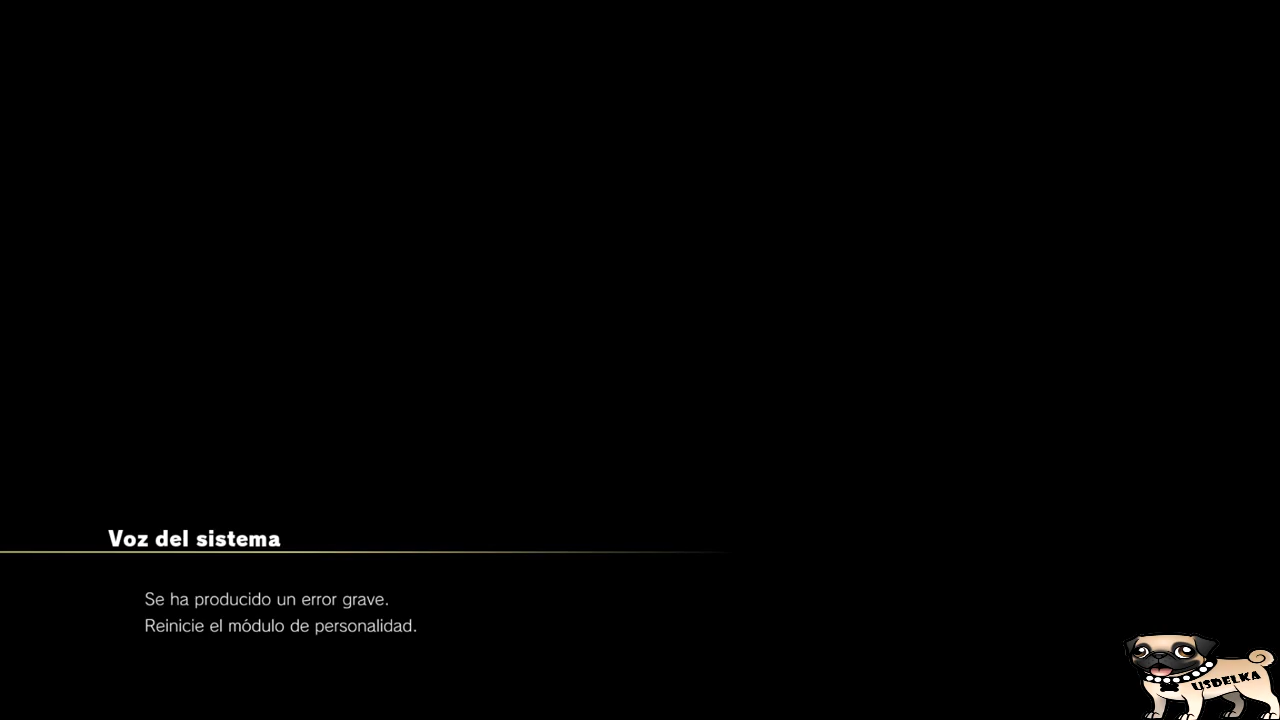 Voz del sistema
Se ha producido un error grave.
Reinicie el módulo de personalidad.
USDELKA